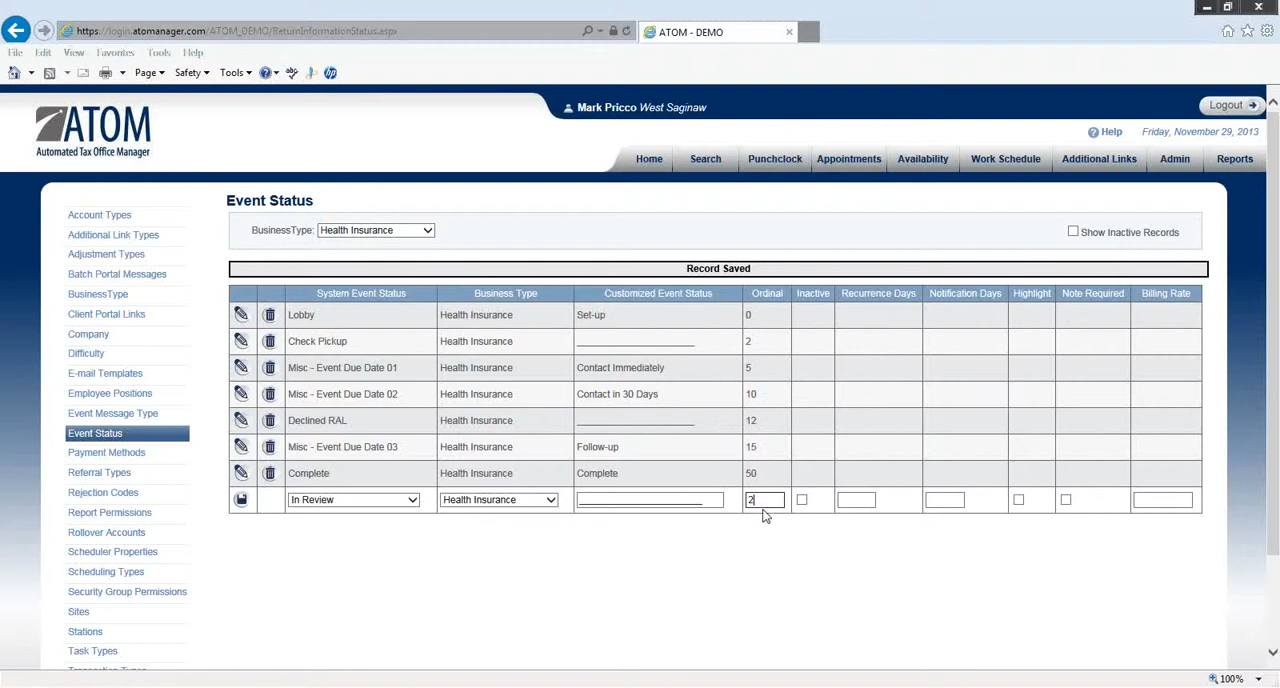 https://login.atomanager.com/ATOM_DEMO/ReturnInformationStatus.aspx
ATOM - DEMO
File Edit View Favorites Tools Help
Page Safety Tools
ATOM
Automated Tax Office Manager
Mark Pricco West Saginaw
Logout
Help Friday, November 29, 2013
Home Search Punchclock Appointments Availability Work Schedule Additional Links Admin Reports
Account Types
Additional Link Types
Adjustment Types
Batch Portal Messages
BusinessType
Client Portal Links
Company
Difficulty
E-mail Templates
Employee Positions
Event Message Type
Event Status
Payment Methods
Referral Types
Rejection Codes
Report Permissions
Rollover Accounts
Scheduler Properties
Scheduling Types
Security Group Permissions
Sites
Stations
Task Types
Event Status
BusinessType: Health Insurance Show Inactive Records
Record Saved
System Event Status Business Type Customized Event Status Ordinal Inactive Recurrence Days Notification Days Highlight Note Required Billing Rate
Lobby Health Insurance Set-up 0
Check Pickup Health Insurance ____________________ 2
Misc - Event Due Date 01 Health Insurance Contact Immediately 5
Misc - Event Due Date 02 Health Insurance Contact in 30 Days 10
Declined RAL Health Insurance ____________________ 12
Misc - Event Due Date 03 Health Insurance Follow-up 15
Complete Health Insurance Complete 50
In Review Health Insurance ____________________ 2
100%